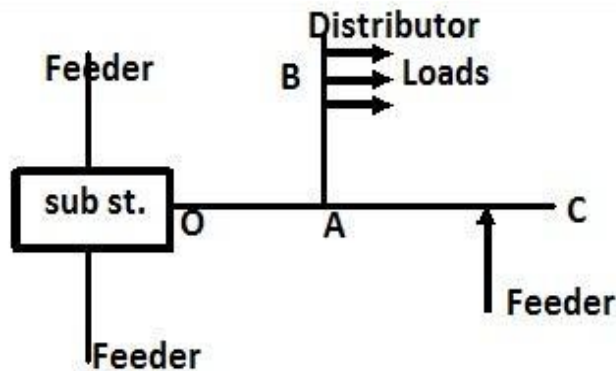 Distributor
Feeder
B
Loads
sub st.
O
A
C
Feeder
Feeder